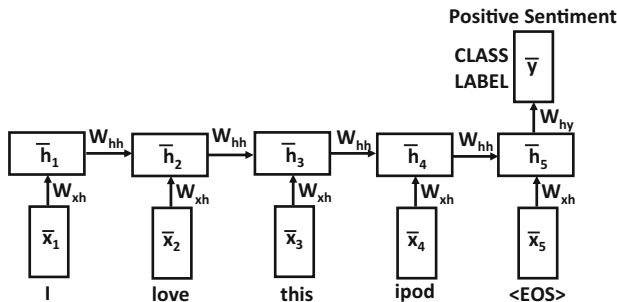 Positive Sentiment
CLASS LABEL
y̅
W_hy
W_hh W_hh W_hh W_hh
h̅_1 h̅_2 h̅_3 h̅_4 h̅_5
W_xh W_xh W_xh W_xh W_xh
x̅_1 x̅_2 x̅_3 x̅_4 x̅_5
I love this ipod <EOS>